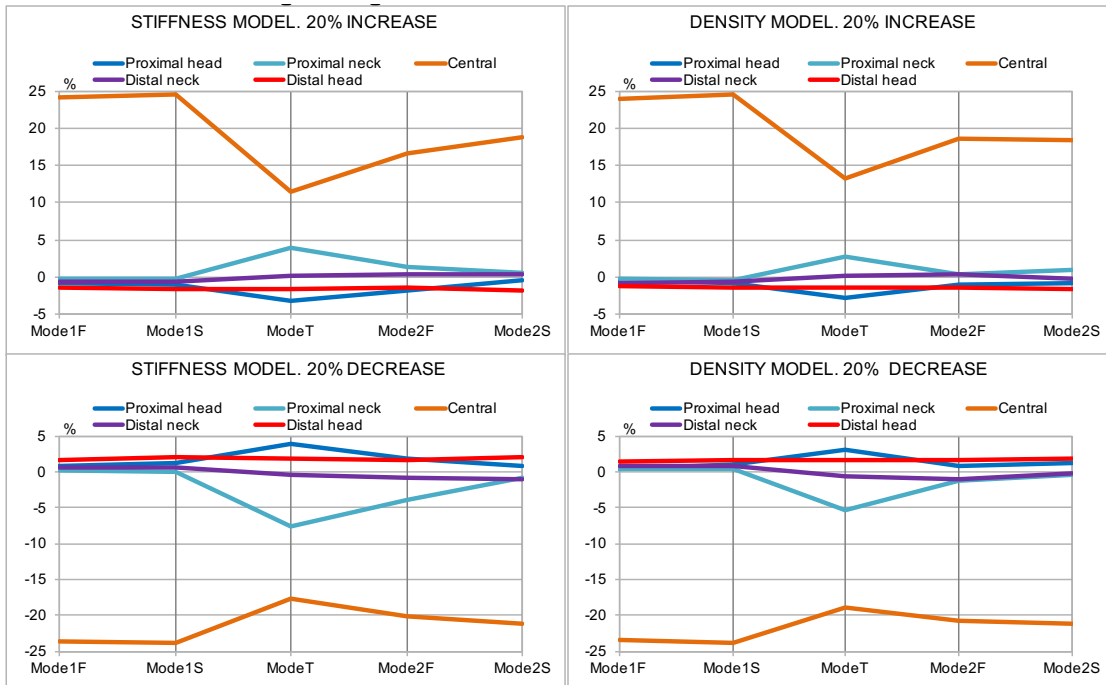 STIFFNESS MODEL. 20% INCREASE
Proximal head Proximal neck Central
Distal neck Distal head
%
25
20
15
10
5
0
-5
Mode1F Mode1S ModeT Mode2F Mode2S
DENSITY MODEL. 20% INCREASE
Proximal head Proximal neck Central
Distal neck Distal head
%
25
20
15
10
5
0
-5
Mode1F Mode1S ModeT Mode2F Mode2S
STIFFNESS MODEL. 20% DECREASE
Proximal head Proximal neck Central
Distal neck Distal head
%
5
0
-5
-10
-15
-20
-25
Mode1F Mode1S ModeT Mode2F Mode2S
DENSITY MODEL. 20% DECREASE
Proximal head Proximal neck Central
Distal neck Distal head
%
5
0
-5
-10
-15
-20
-25
Mode1F Mode1S ModeT Mode2F Mode2S